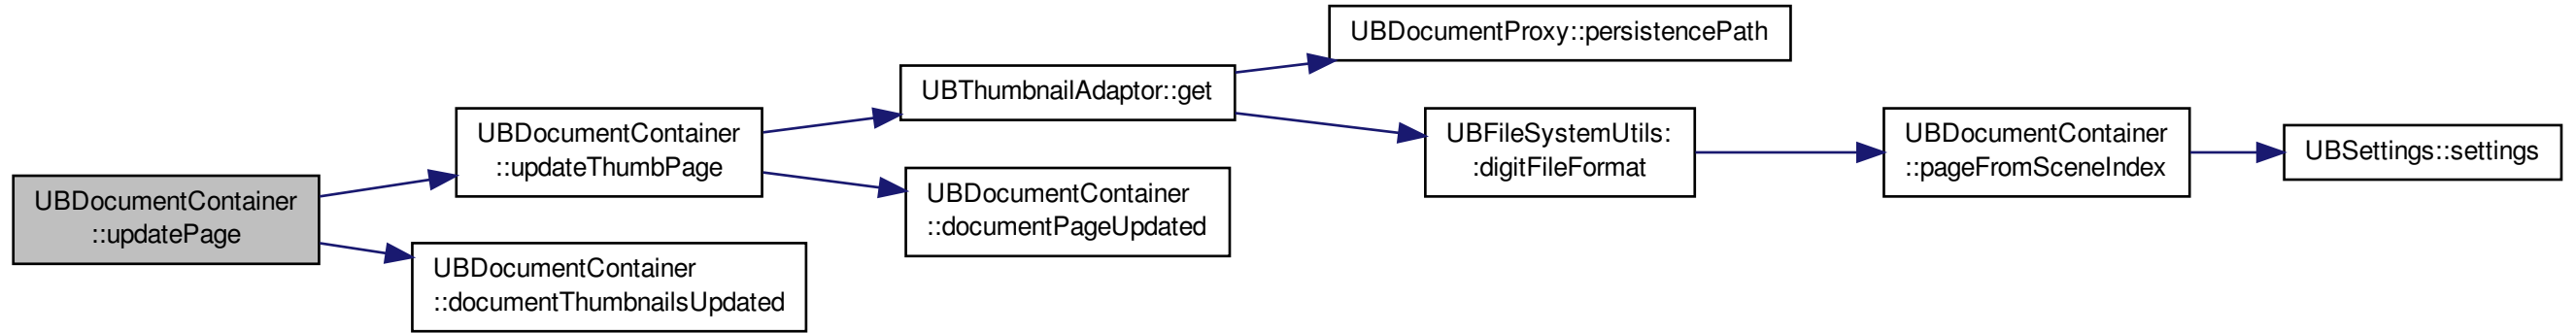 UBDocumentContainer
::updatePage
UBDocumentContainer
::updateThumbPage
UBDocumentContainer
::documentThumbnailsUpdated
UBThumbnailAdaptor::get
UBDocumentContainer
::documentPageUpdated
UBDocumentProxy::persistencePath
UBFileSystemUtils:
:digitFileFormat
UBDocumentContainer
::pageFromSceneIndex
UBSettings::settings